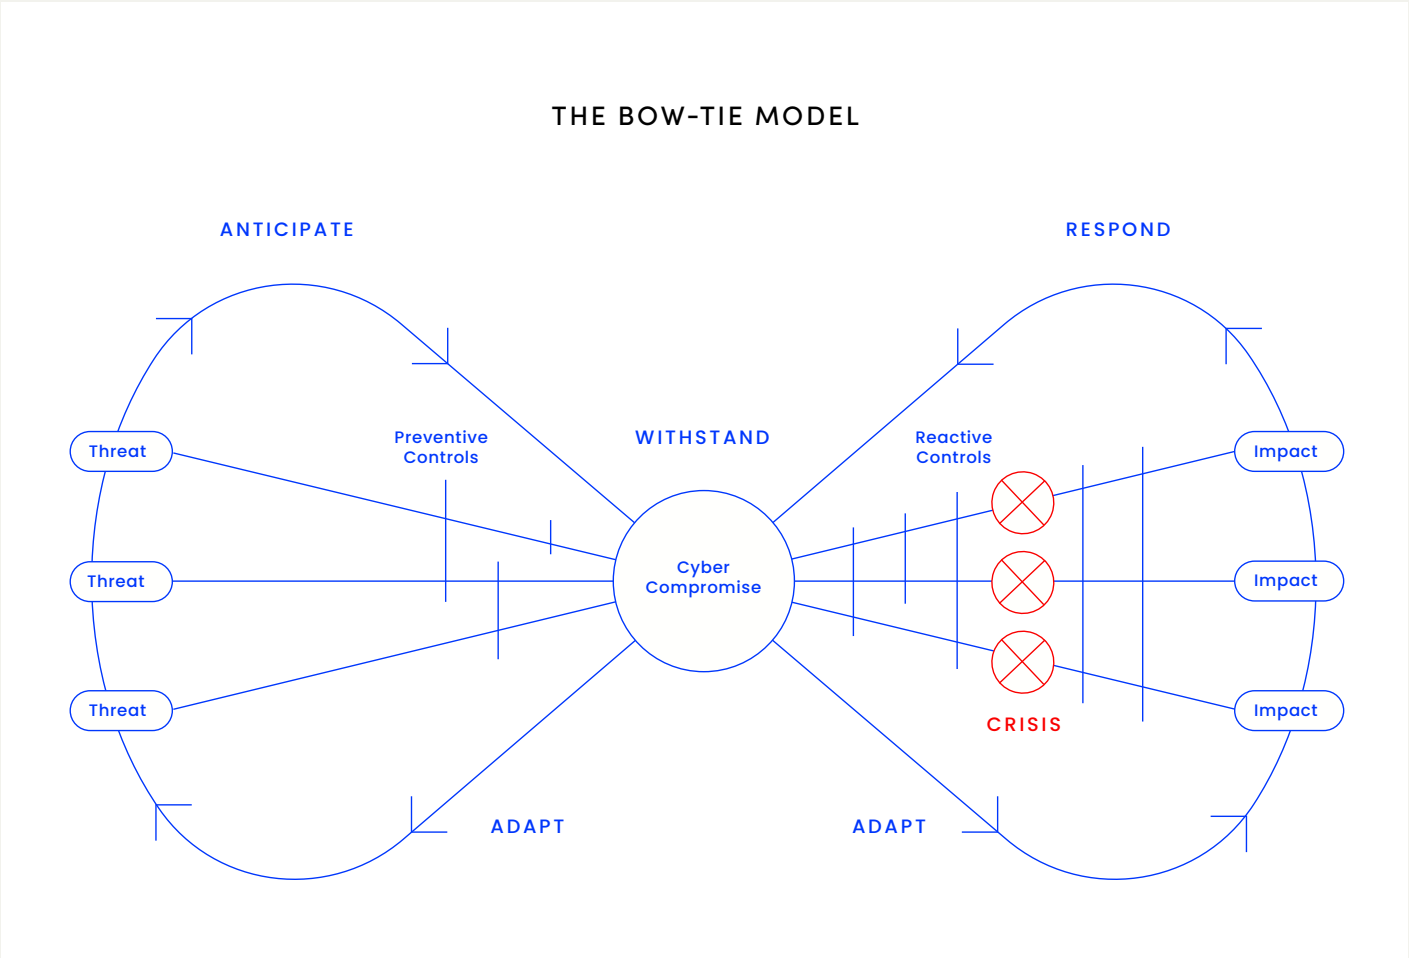 THE BOW-TIE MODEL
ANTICIPATE
RESPOND
WITHSTAND
Preventive
Controls
Reactive
Controls
Threat
Impact
Cyber
Compromise
Threat
Impact
Threat
Impact
CRISIS
ADAPT
ADAPT